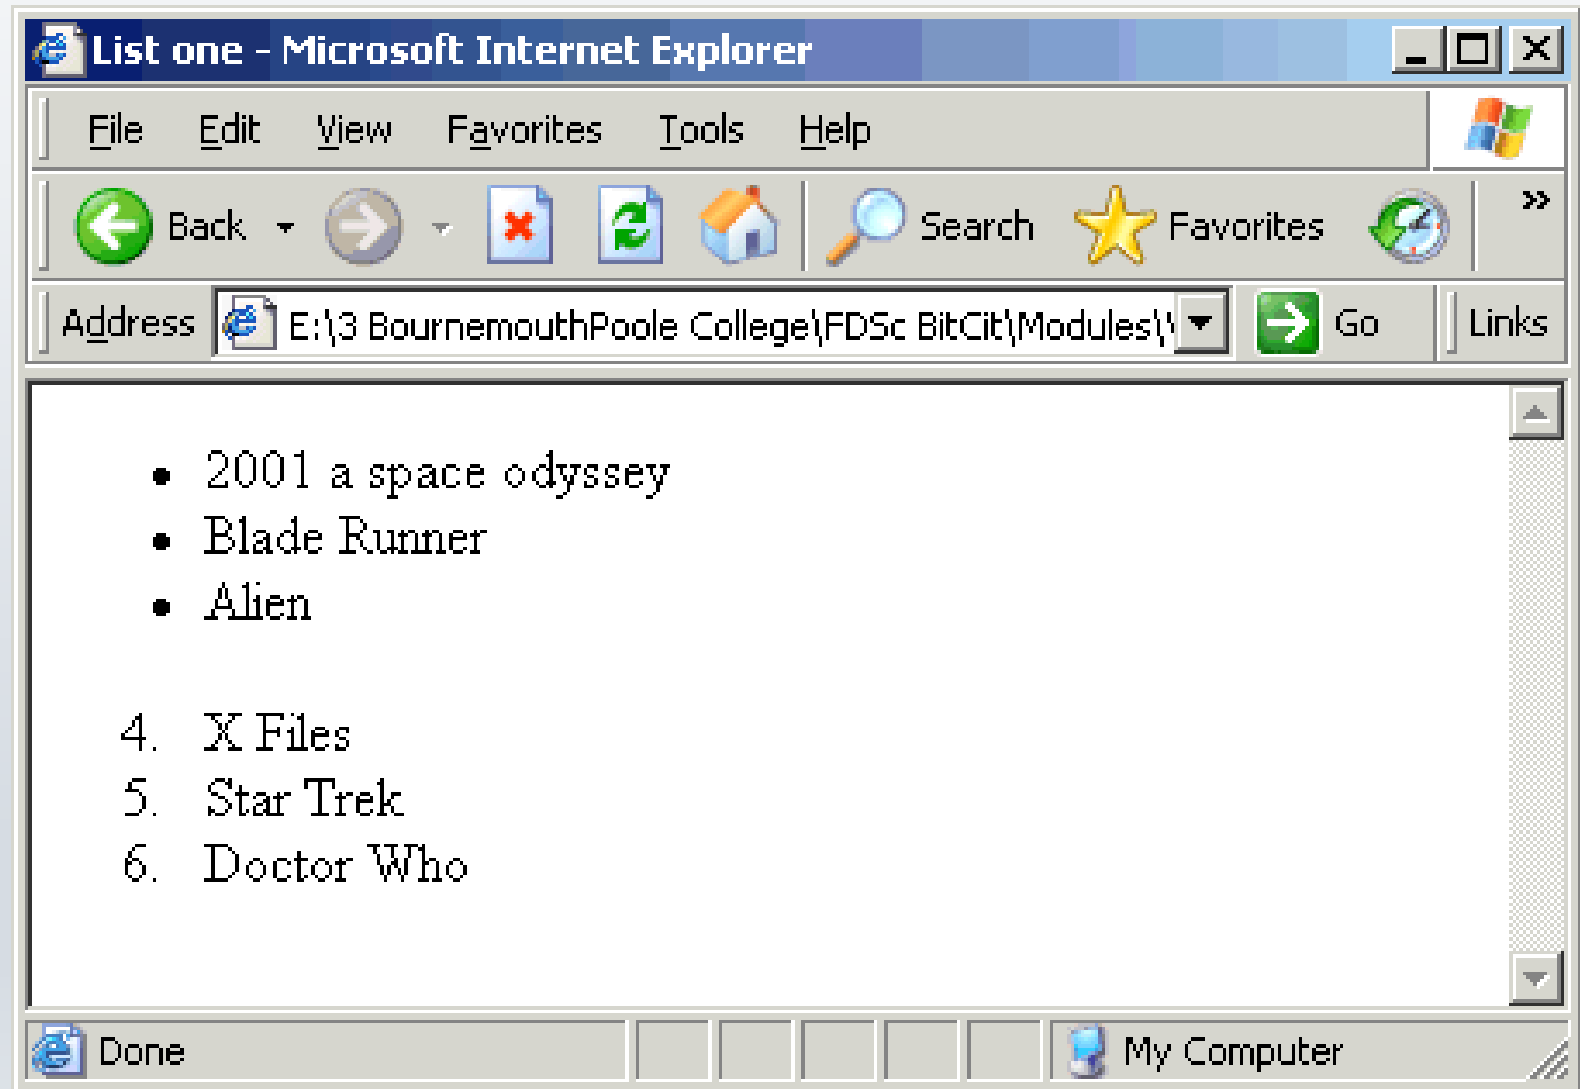 List one - Microsoft Internet Explorer
File Edit View Favorites Tools Help
Back Search Favorites »
Address E:\3 BournemouthPoole College\FDSc BitCit\Modules\ Go Links
• 2001 a space odyssey
• Blade Runner
• Alien
4. X Files
5. Star Trek
6. Doctor Who
Done My Computer